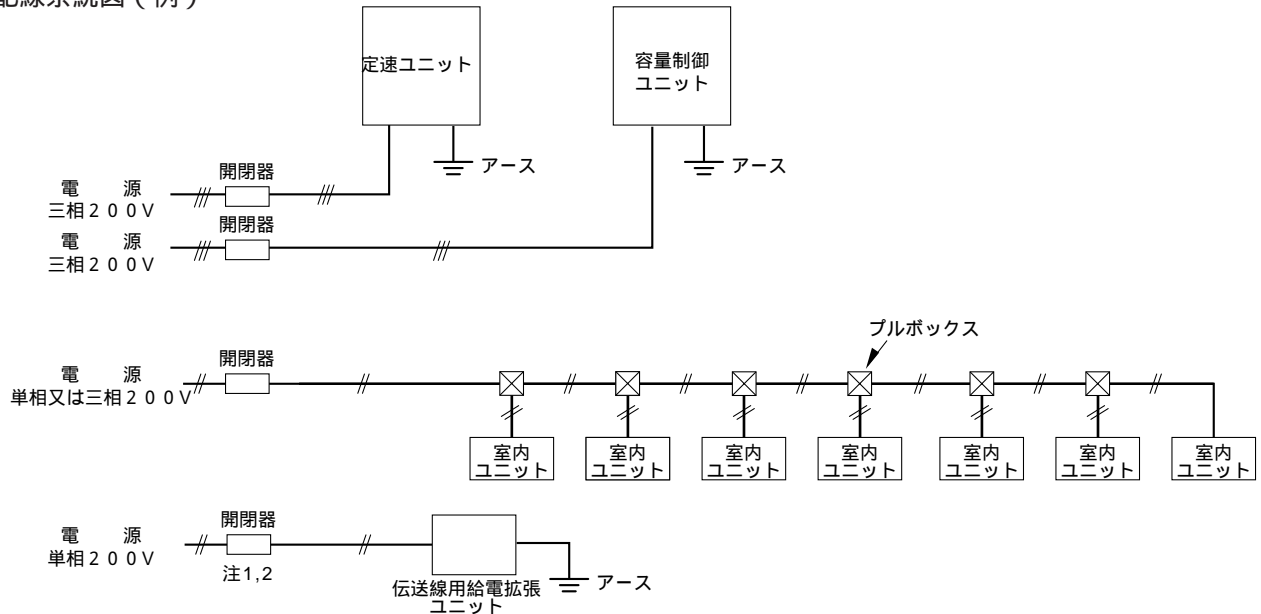 配線系統図（例）
定速ユニット
容量制御
ユニット
アース
アース
開閉器
電 源
三相２００V
開閉器
電 源
三相２００V
プルボックス
開閉器
電 源
単相又は三相２００V
室内
ユニット
室内
ユニット
室内
ユニット
室内
ユニット
室内
ユニット
室内
ユニット
室内
ユニット
開閉器
電 源
単相２００V
注1,2
伝送線用給電拡張
ユニット
アース